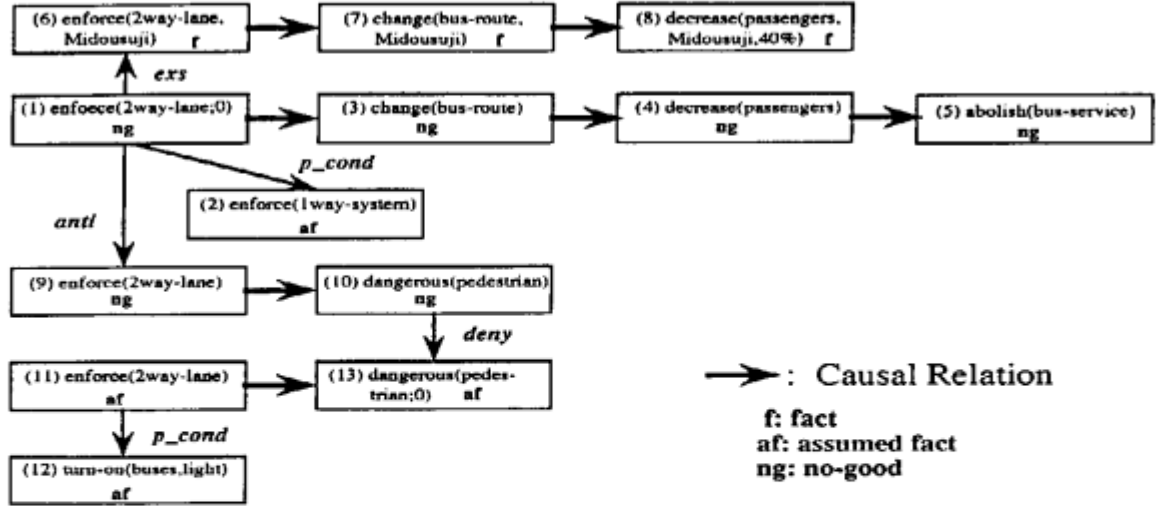 (6) enforce(2way-lane,
Midousuji) f
(7) change(bus-route,
Midousuji) f
(8) decrease(passengers,
Midousuji,40%) f
exs
(1) enfoece(2way-lane;0)
ng
(3) change(bus-route)
ng
(4) decrease(passengers)
ng
(5) abolish(bus-service)
ng
p_cond
(2) enforce(1way-system)
af
anti
(9) enforce(2way-lane)
ng
(10) dangerous(pedestrian)
ng
deny
(11) enforce(2way-lane)
af
(13) dangerous(pedes-
trian;0) af
p_cond
(12) turn-on(buses,light)
af
: Causal Relation
f: fact
af: assumed fact
ng: no-good